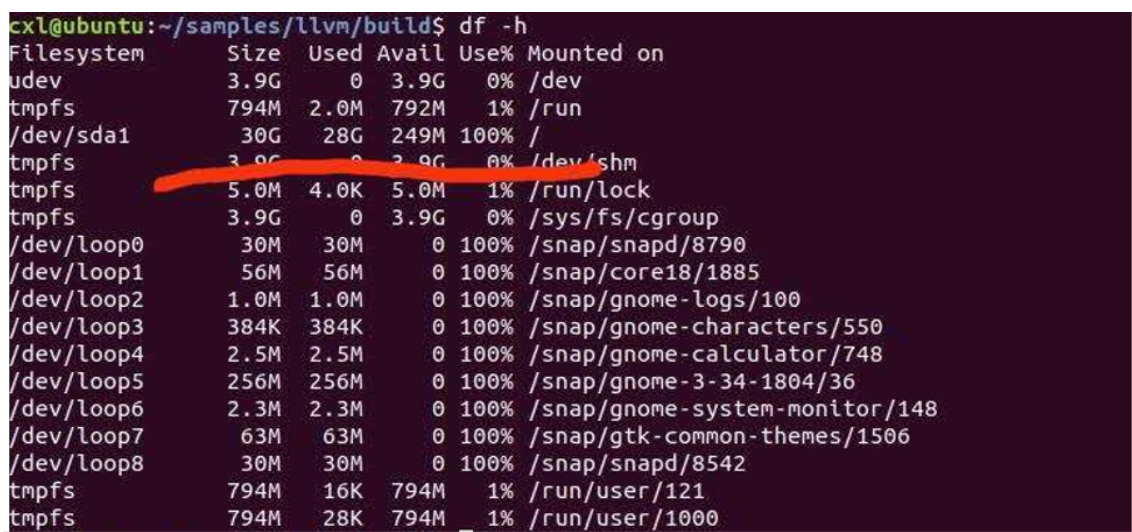 cxl@ubuntu:~/samples/llvm/build$ df -h
Filesystem      Size  Used Avail Use% Mounted on
udev            3.9G     0  3.9G   0% /dev
tmpfs           794M  2.0M  792M   1% /run
/dev/sda1        30G   28G  249M 100% /
tmpfs           3.9G     0  3.9G   0% /dev/shm
tmpfs           5.0M  4.0K  5.0M   1% /run/lock
tmpfs           3.9G     0  3.9G   0% /sys/fs/cgroup
/dev/loop0       30M   30M     0 100% /snap/snapd/8790
/dev/loop1       56M   56M     0 100% /snap/core18/1885
/dev/loop2      1.0M  1.0M     0 100% /snap/gnome-logs/100
/dev/loop3      384K  384K     0 100% /snap/gnome-characters/550
/dev/loop4      2.5M  2.5M     0 100% /snap/gnome-calculator/748
/dev/loop5      256M  256M     0 100% /snap/gnome-3-34-1804/36
/dev/loop6      2.3M  2.3M     0 100% /snap/gnome-system-monitor/148
/dev/loop7       63M   63M     0 100% /snap/gtk-common-themes/1506
/dev/loop8       30M   30M     0 100% /snap/snapd/8542
tmpfs           794M   16K  794M   1% /run/user/121
tmpfs           794M   28K  794M   1% /run/user/1000